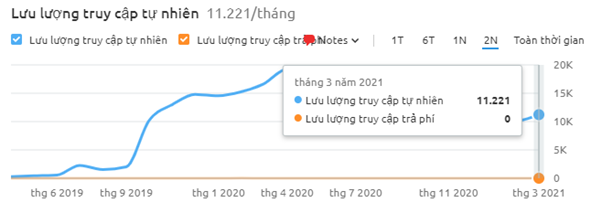 Lưu lượng truy cập tự nhiên 11.221/tháng
Lưu lượng truy cập tự nhiên Lưu lượng truy cập trả phí Notes 1T 6T 1N 2N Toàn thời gian
20K
tháng 3 năm 2021
Lưu lượng truy cập tự nhiên 11.221
15K
Lưu lượng truy cập trả phí 0
10K
5K
0
thg 6 2019 thg 9 2019 thg 1 2020 thg 4 2020 thg 7 2020 thg 11 2020 thg 3 2021